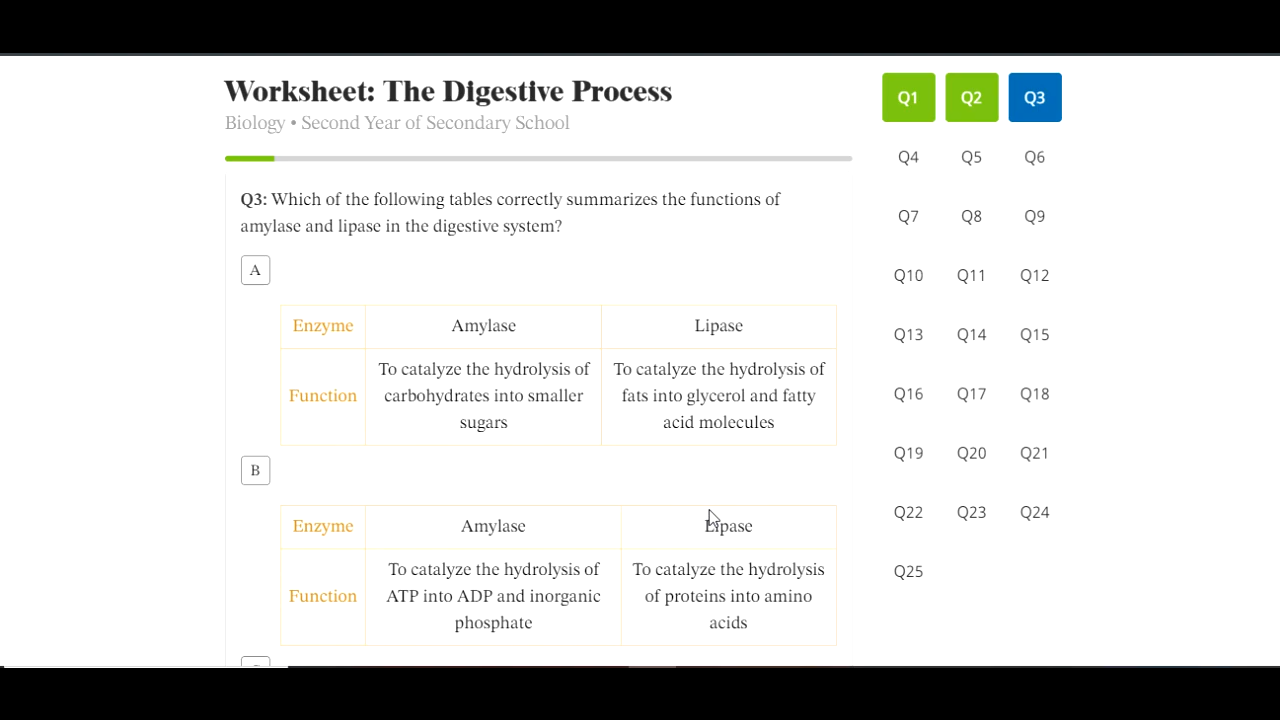 Worksheet: The Digestive Process
Biology • Second Year of Secondary School
Q3: Which of the following tables correctly summarizes the functions of
amylase and lipase in the digestive system?
A
Enzyme Amylase Lipase
Function To catalyze the hydrolysis of carbohydrates into smaller sugars To catalyze the hydrolysis of fats into glycerol and fatty acid molecules
B
Enzyme Amylase Lipase
Function To catalyze the hydrolysis of ATP into ADP and inorganic phosphate To catalyze the hydrolysis of proteins into amino acids
Q1 Q2 Q3
Q4 Q5 Q6
Q7 Q8 Q9
Q10 Q11 Q12
Q13 Q14 Q15
Q16 Q17 Q18
Q19 Q20 Q21
Q22 Q23 Q24
Q25